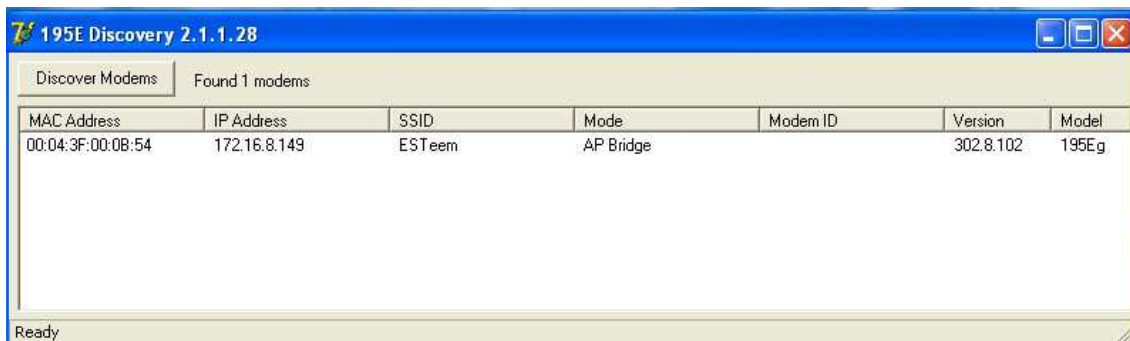 195E Discovery 2.1.1.28
Discover Modems Found 1 modems
MAC Address IP Address SSID Mode Modem ID Version Model
00:04:3F:00:0B:54 172.16.8.149 ESTeem AP Bridge 302.8.102 195Eg
Ready